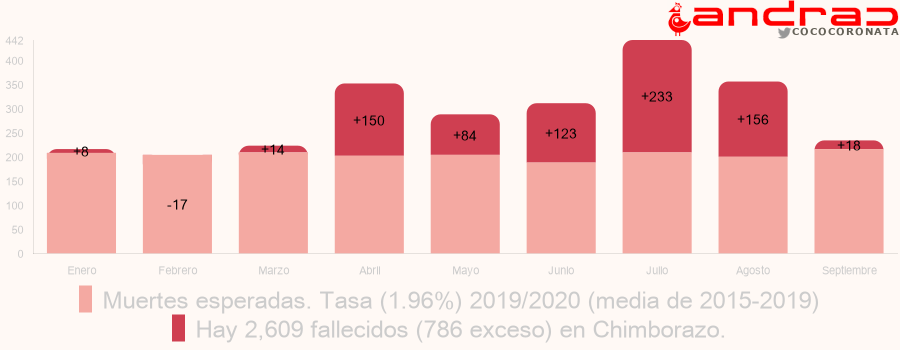 andrac
COCOCORONATA
442
400
350
300
250
200
150
100
50
0
+8
-17
+14
+150
+84
+123
+233
+156
+18
Enero
Febrero
Marzo
Abril
Mayo
Junio
Julio
Agosto
Septiembre
Muertes esperadas. Tasa (1.96%) 2019/2020 (media de 2015-2019)
Hay 2,609 fallecidos (786 exceso) en Chimborazo.